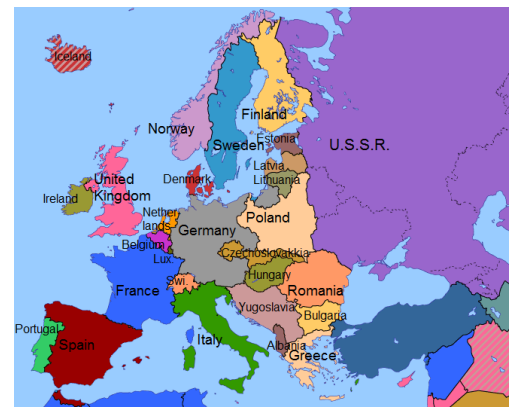 Iceland
Norway
Finland
Sweden
Estonia
U.S.S.R.
Latvia
Lithuania
Denmark
United
Kingdom
Ireland
Nether
lands
Belgium
Lux.
Germany
Poland
Czechoslovakkia
France
Swi.
Hungary
Romania
Yugoslavia
Bulgaria
Portugal
Spain
Italy
Albania
Greece